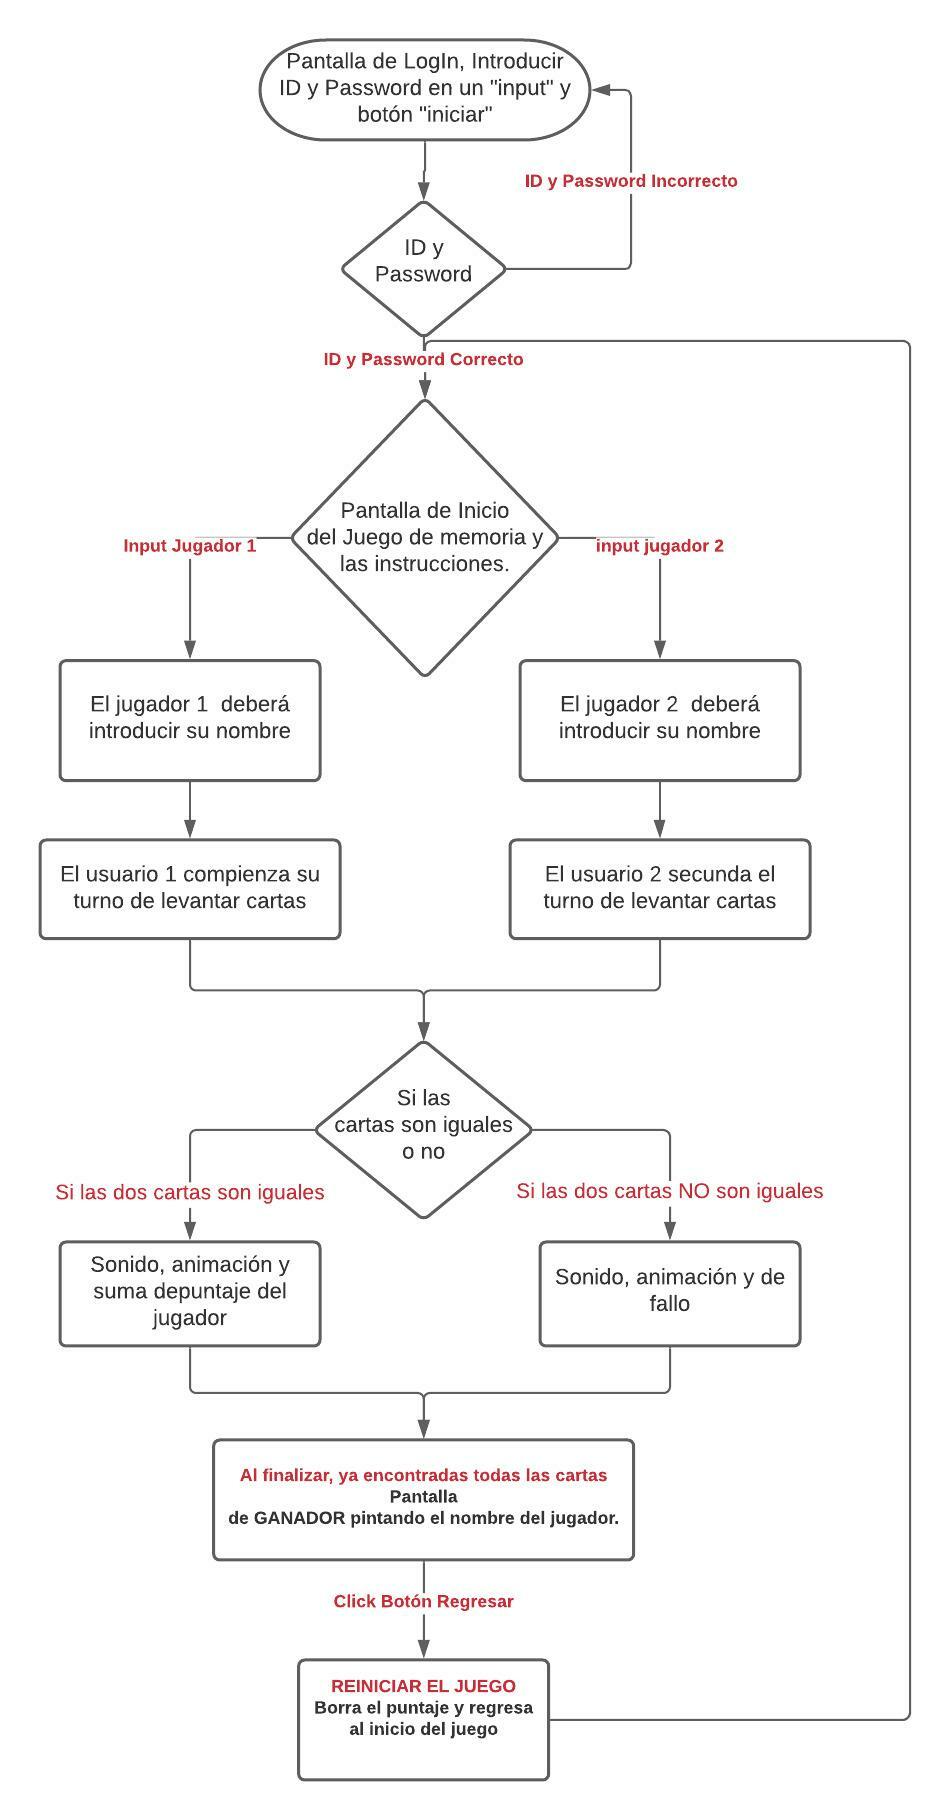 Pantalla de LogIn, Introducir
ID y Password en un "input" y
botón "iniciar"
ID y Password Incorrecto
ID y
Password
ID y Password Correcto
Pantalla de Inicio
del Juego de memoria y
las instrucciones.
Input Jugador 1
input jugador 2
El jugador 1 deberá
introducir su nombre
El jugador 2 deberá
introducir su nombre
El usuario 1 compienza su
turno de levantar cartas
El usuario 2 secunda el
turno de levantar cartas
Si las
cartas son iguales
o no
Si las dos cartas son iguales
Si las dos cartas NO son iguales
Sonido, animación y
suma depuntaje del
jugador
Sonido, animación y de
fallo
Al finalizar, ya encontradas todas las cartas
Pantalla
de GANADOR pintando el nombre del jugador.
Click Botón Regresar
REINICIAR EL JUEGO
Borra el puntaje y regresa
al inicio del juego